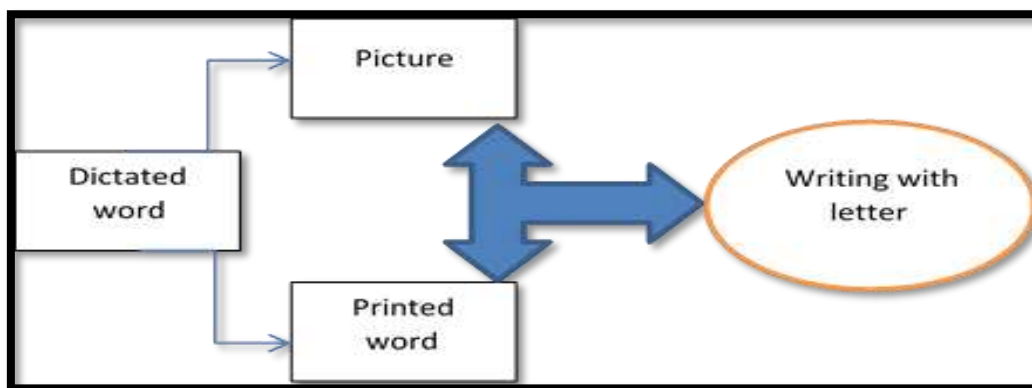 Picture
Dictated
word
Writing with
letter
Printed
word